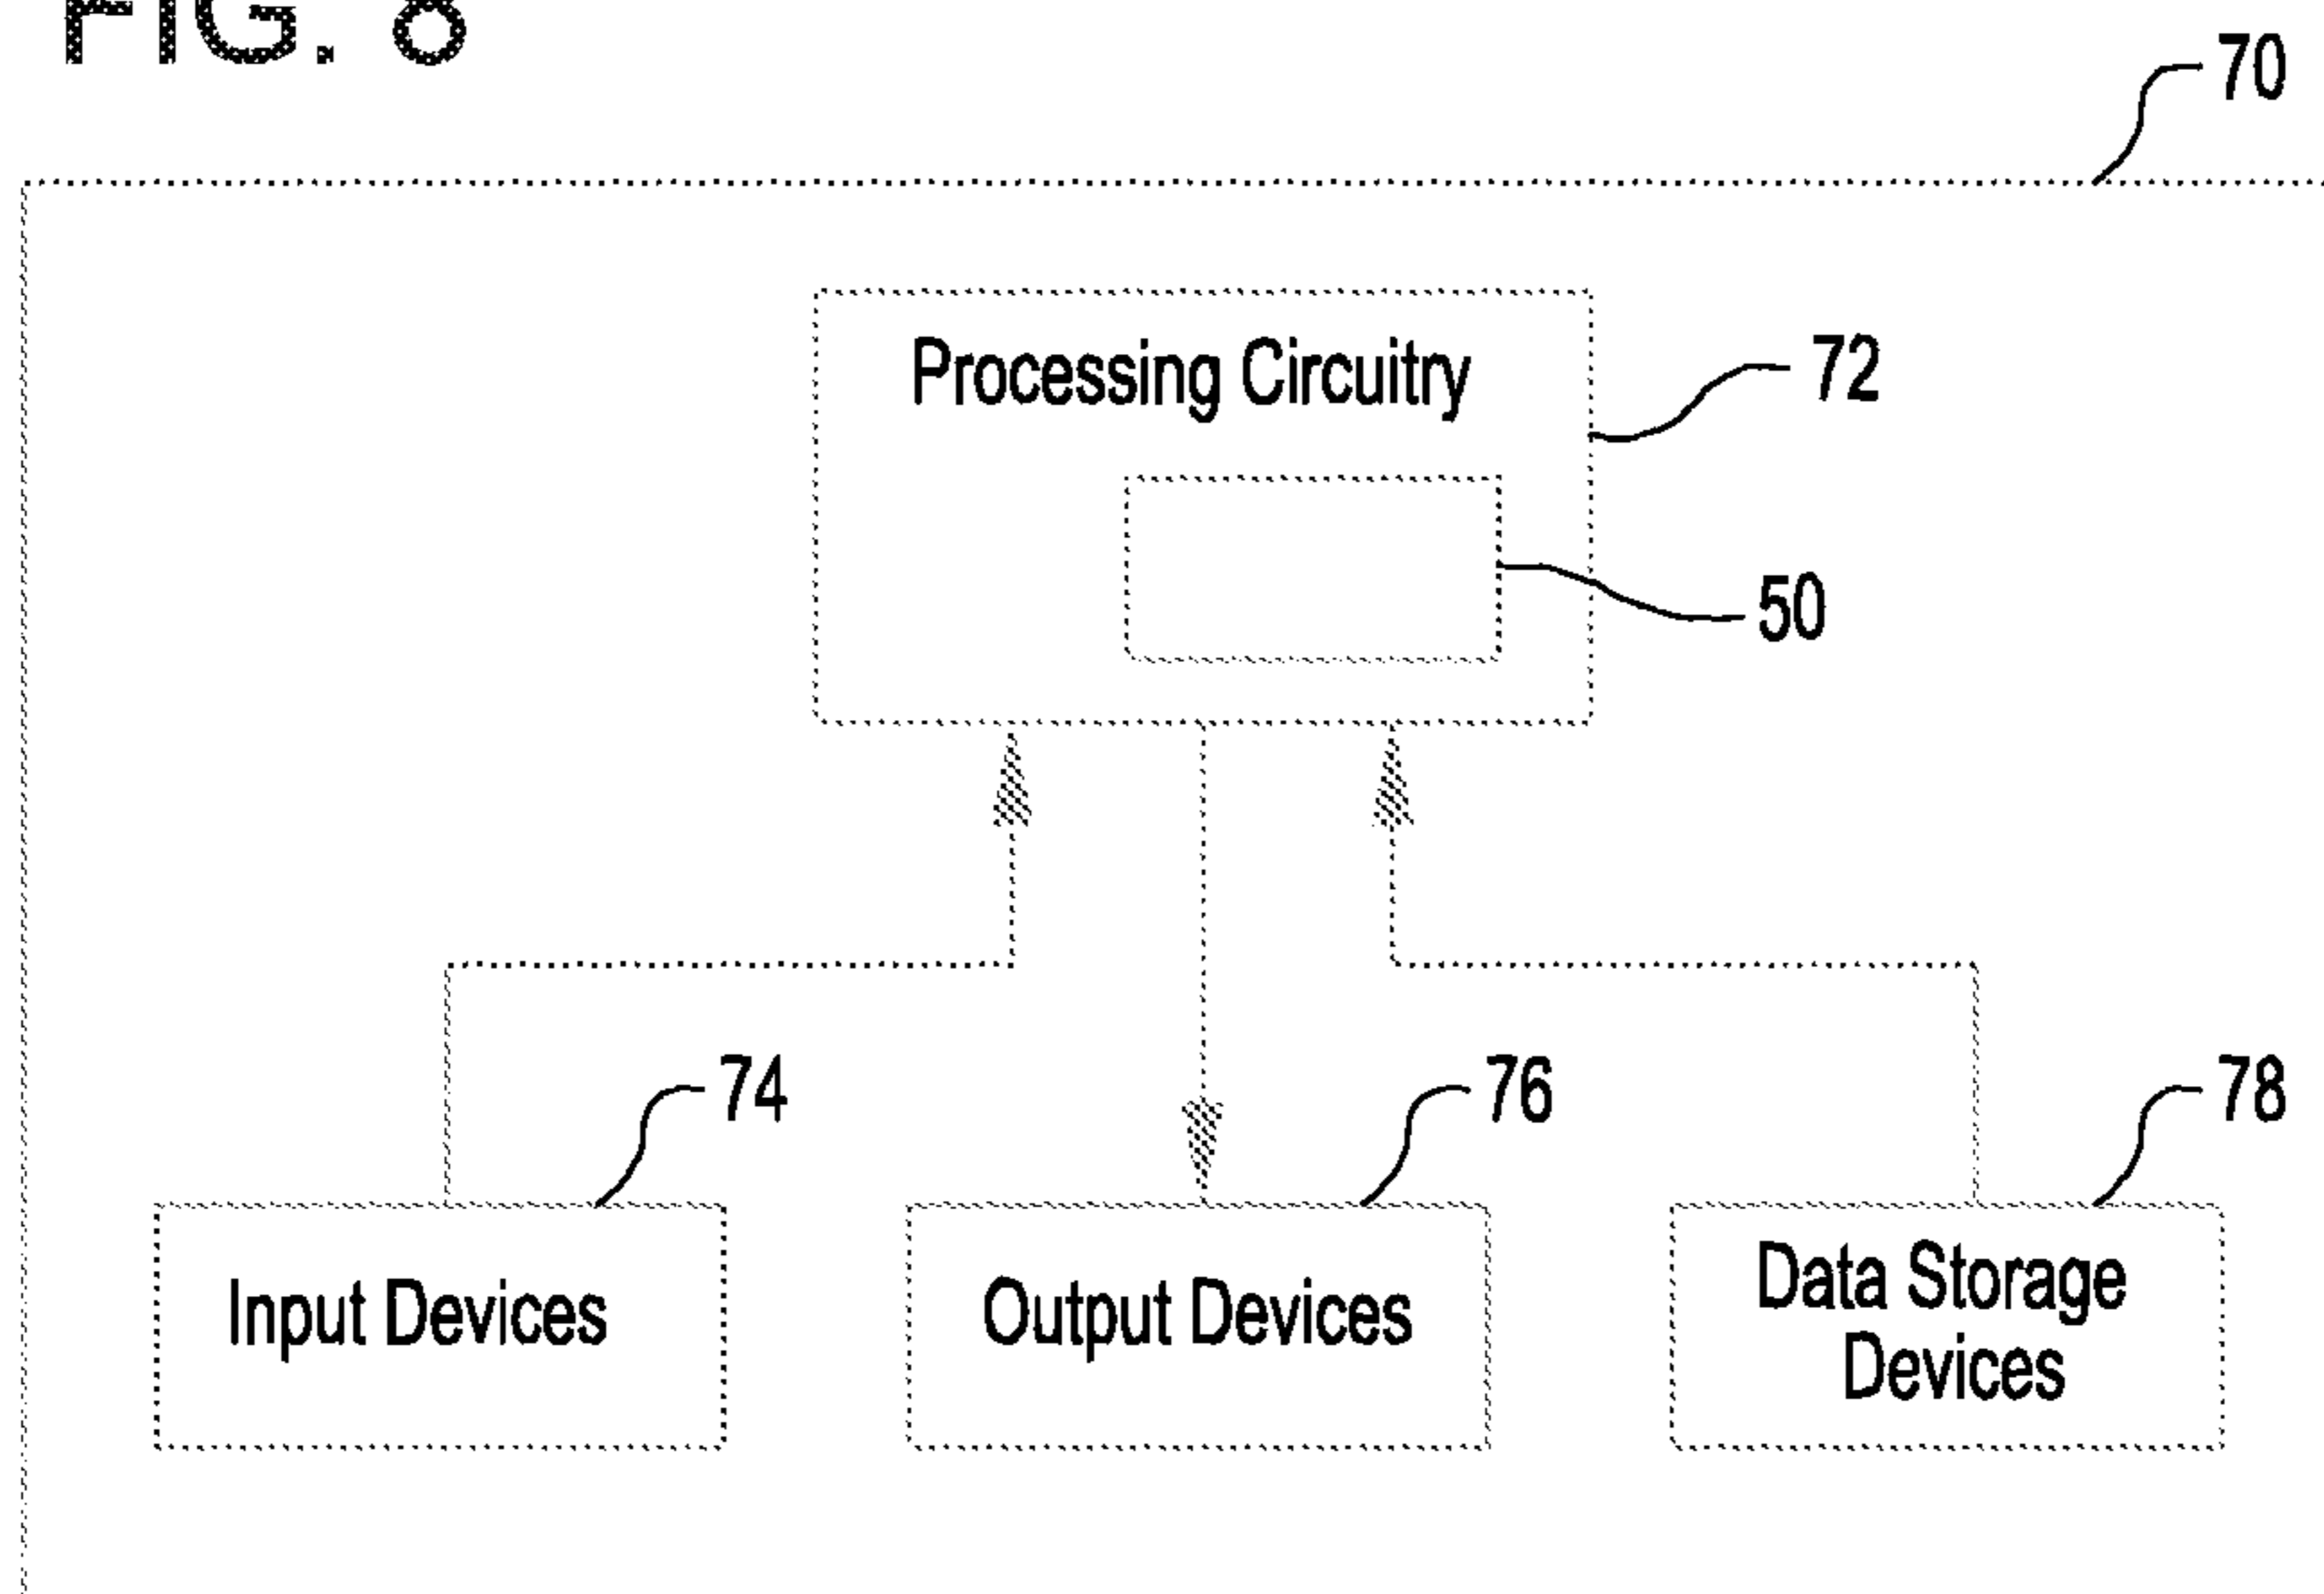 FIG. 8
70
Processing Circuitry
72
50
74
76
78
Input Devices
Output Devices
Data Storage
Devices